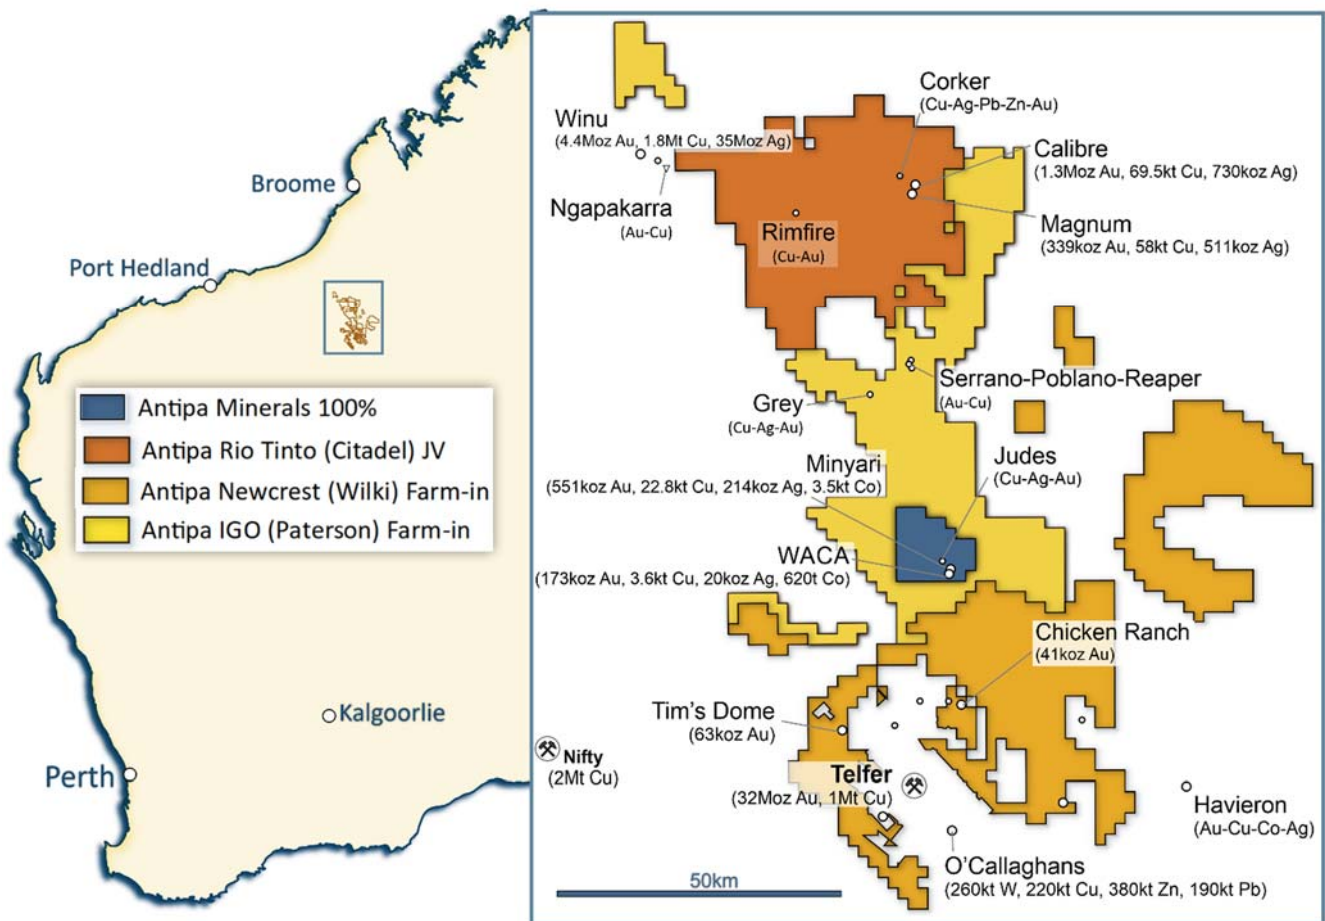 Broome
Port Hedland
Antipa Minerals 100%
Antipa Rio Tinto (Citadel) JV
Antipa Newcrest (Wilki) Farm-in
Antipa IGO (Paterson) Farm-in
Kalgoorlie
Perth
Corker
(Cu-Ag-Pb-Zn-Au)
Winu
(4.4Moz Au, 1.8Mt Cu, 35Moz Ag)
Calibre
(1.3Moz Au, 69.5kt Cu, 730koz Ag)
Ngapakarra
(Au-Cu)
Rimfire
(Cu-Au)
Magnum
(339koz Au, 58kt Cu, 511koz Ag)
Serrano-Poblano-Reaper
(Au-Cu)
Grey
(Cu-Ag-Au)
Minyari
(551koz Au, 22.8kt Cu, 214koz Ag, 3.5kt Co)
Judes
(Cu-Ag-Au)
WACA
(173koz Au, 3.6kt Cu, 20koz Ag, 620t Co)
Chicken Ranch
(41koz Au)
Tim's Dome
(63koz Au)
Nifty
(2Mt Cu)
Telfer
(32Moz Au, 1Mt Cu)
Havieron
(Au-Cu-Co-Ag)
O'Callaghans
(260kt W, 220kt Cu, 380kt Zn, 190kt Pb)
50km